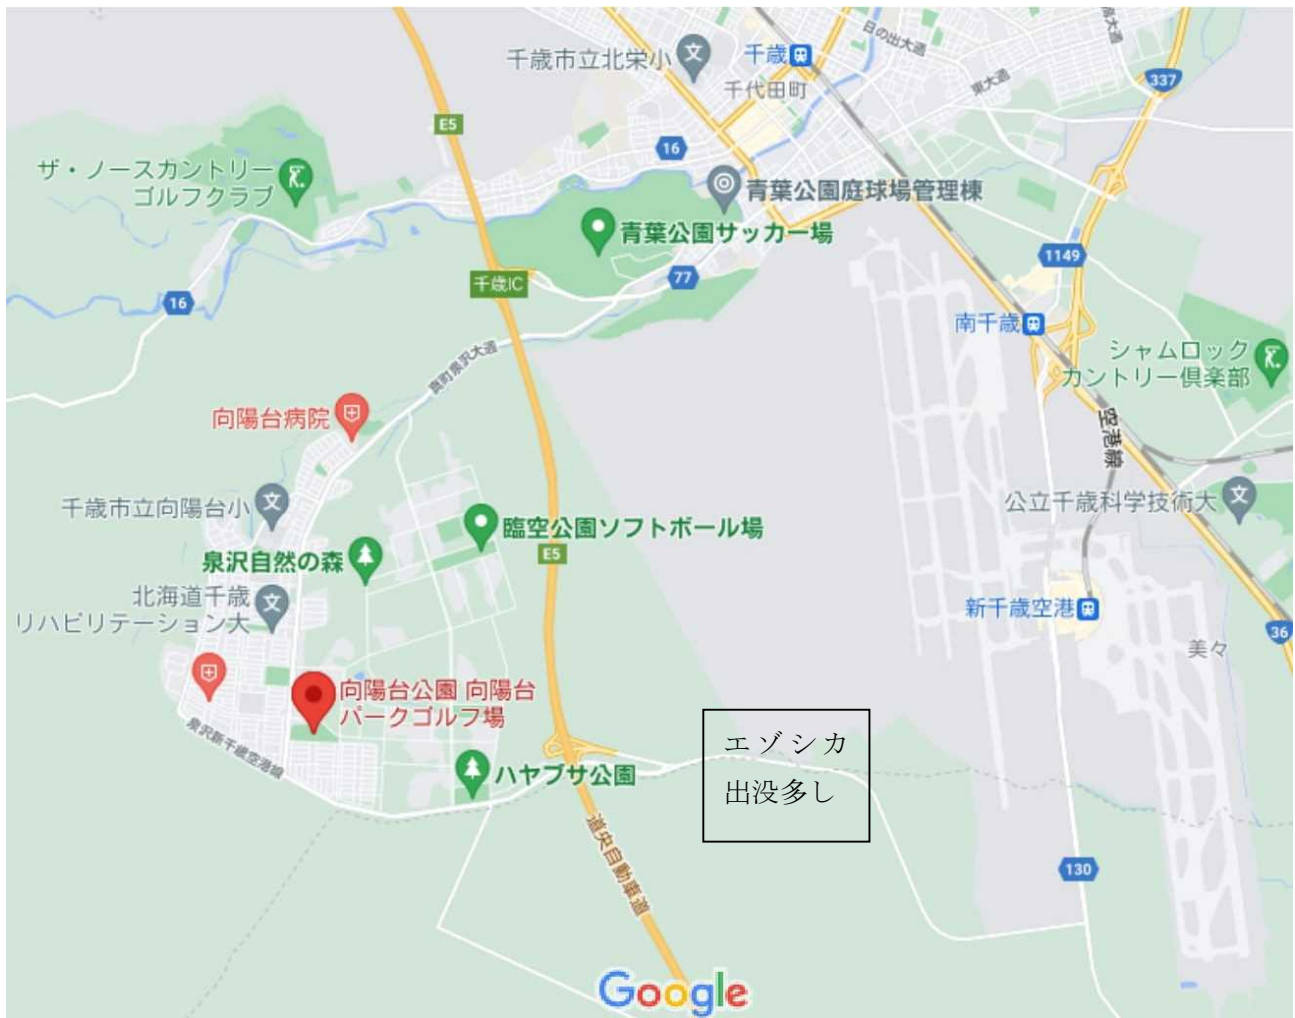 千歳市立北栄小
千歳
千代田町
日の出大通
東大通
337
E5
16
ザ・ノースカントリー
ゴルフクラブ
青葉公園庭球場管理棟
青葉公園サッカー場
1149
77
千歳IC
16
南千歳
シャムロック
カントリー倶楽部
真町泉沢大通
向陽台病院
空港線
千歳市立向陽台小
公立千歳科学技術大
臨空公園ソフトボール場
泉沢自然の森
E5
北海道千歳
リハビリテーション大
新千歳空港
36
美々
向陽台公園 向陽台
パークゴルフ場
泉沢新千歳空港線
エゾシカ
出没多し
ハヤブサ公園
道央自動車道
130
Google